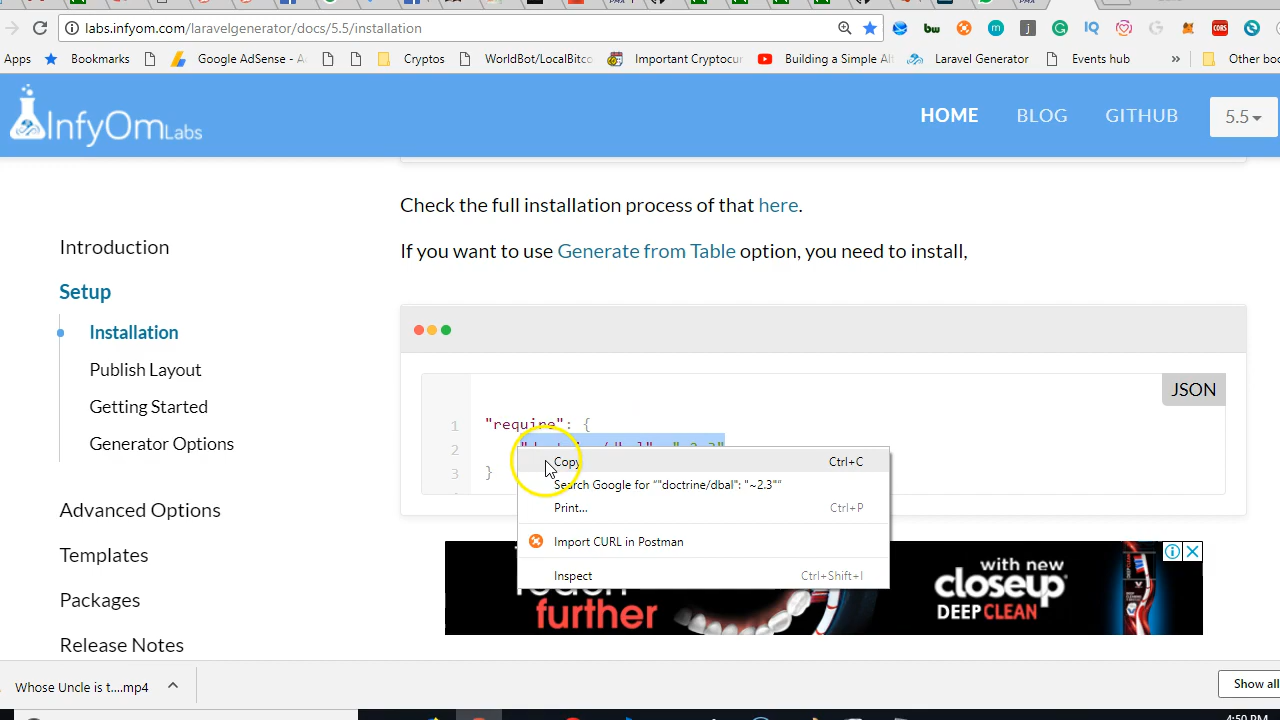 labs.infyom.com/laravelgenerator/docs/5.5/installation
bw
j
IQ
CORS
Apps
Bookmarks
Google AdSense - A
Cryptos
WorldBot/LocalBitco
Important Cryptocur
Building a Simple Alt
Laravel Generator
Events hub
»
Other boo
InfyOmLabs
HOME
BLOG
GITHUB
5.5
Check the full installation process of that here.
If you want to use Generate from Table option, you need to install,
Introduction
Setup
Installation
Publish Layout
Getting Started
Generator Options
Advanced Options
Templates
Packages
Release Notes
JSON
1 "require": {
2
3 }
Copy Ctrl+C
Search Google for “"doctrine/dbal": "~2.3"”
Print... Ctrl+P
Import CURL in Postman
Inspect Ctrl+Shift+I
further
with new
closeup
DEEP CLEAN
Whose Uncle is t....mp4
Show all
4:50 PM